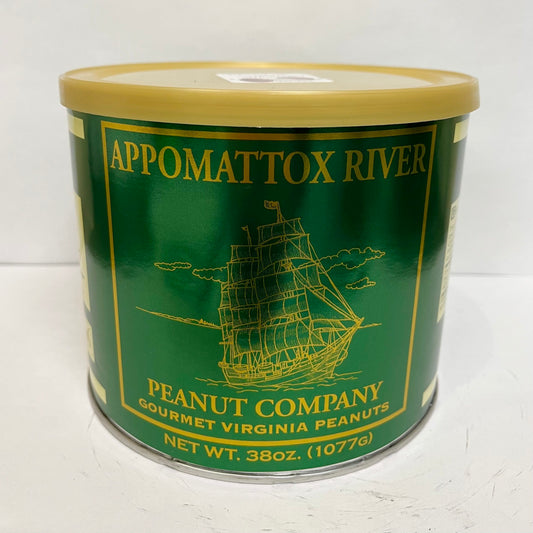 APPOMATTOX RIVER
PEANUT COMPANY
GOURMET VIRGINIA PEANUTS
NET WT. 38OZ. (1077G)